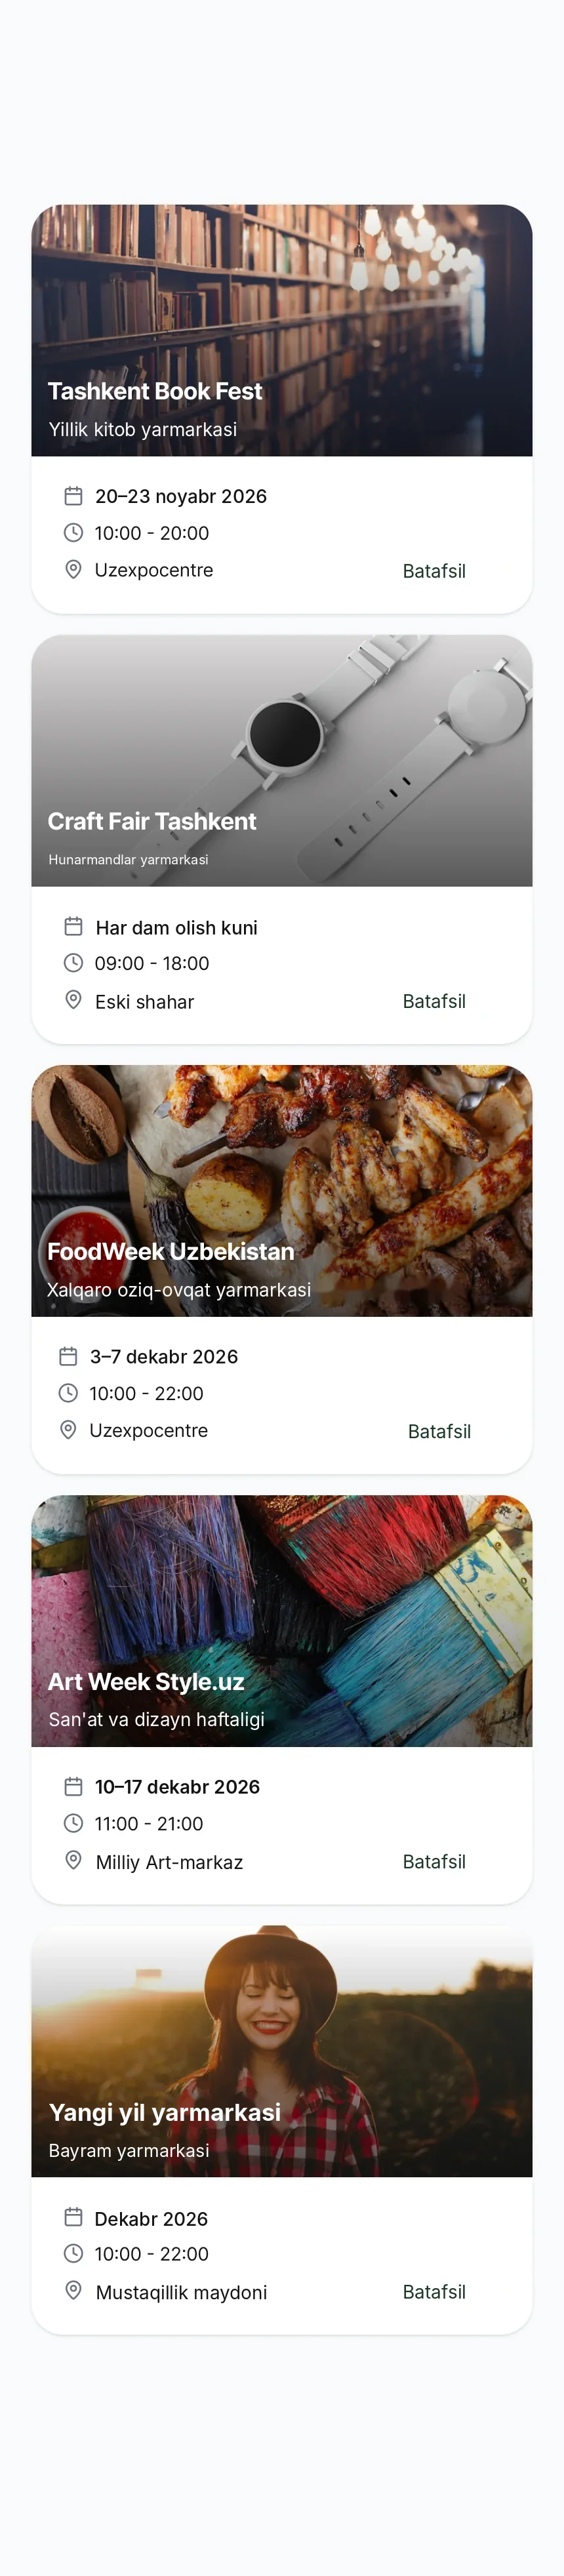 Tashkent Book Fest
Yillik kitob yarmarkasi
20–23 noyabr 2026
10:00 - 20:00
Uzexpocentre
Batafsil
Craft Fair Tashkent
Hunarmandlar yarmarkasi
Har dam olish kuni
09:00 - 18:00
Eski shahar
Batafsil
FoodWeek Uzbekistan
Xalqaro oziq-ovqat yarmarkasi
3–7 dekabr 2026
10:00 - 22:00
Uzexpocentre
Batafsil
Art Week Style.uz
San'at va dizayn haftaligi
10–17 dekabr 2026
11:00 - 21:00
Milliy Art-markaz
Batafsil
Yangi yil yarmarkasi
Bayram yarmarkasi
Dekabr 2026
10:00 - 22:00
Mustaqillik maydoni
Batafsil